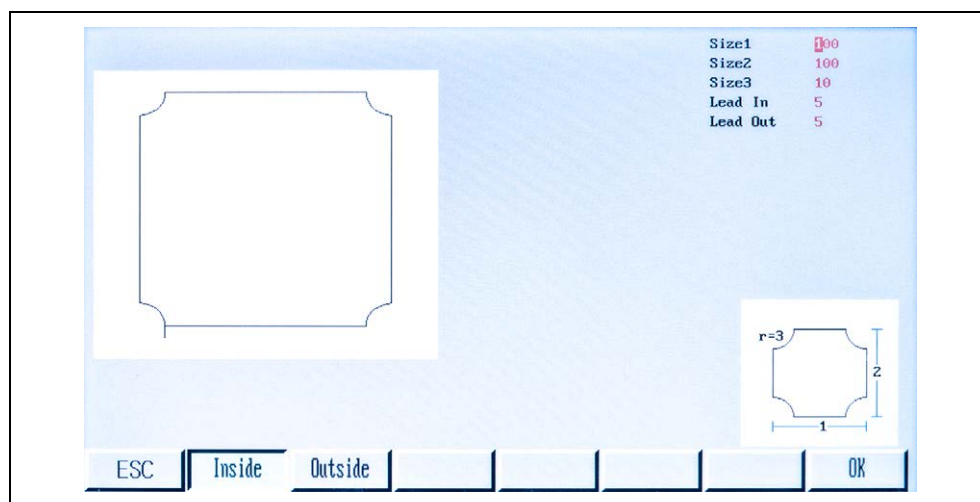 Size1 100
Size2 100
Size3 10
Lead In 5
Lead Out 5
r=3
2
1
ESC Inside Outside OK